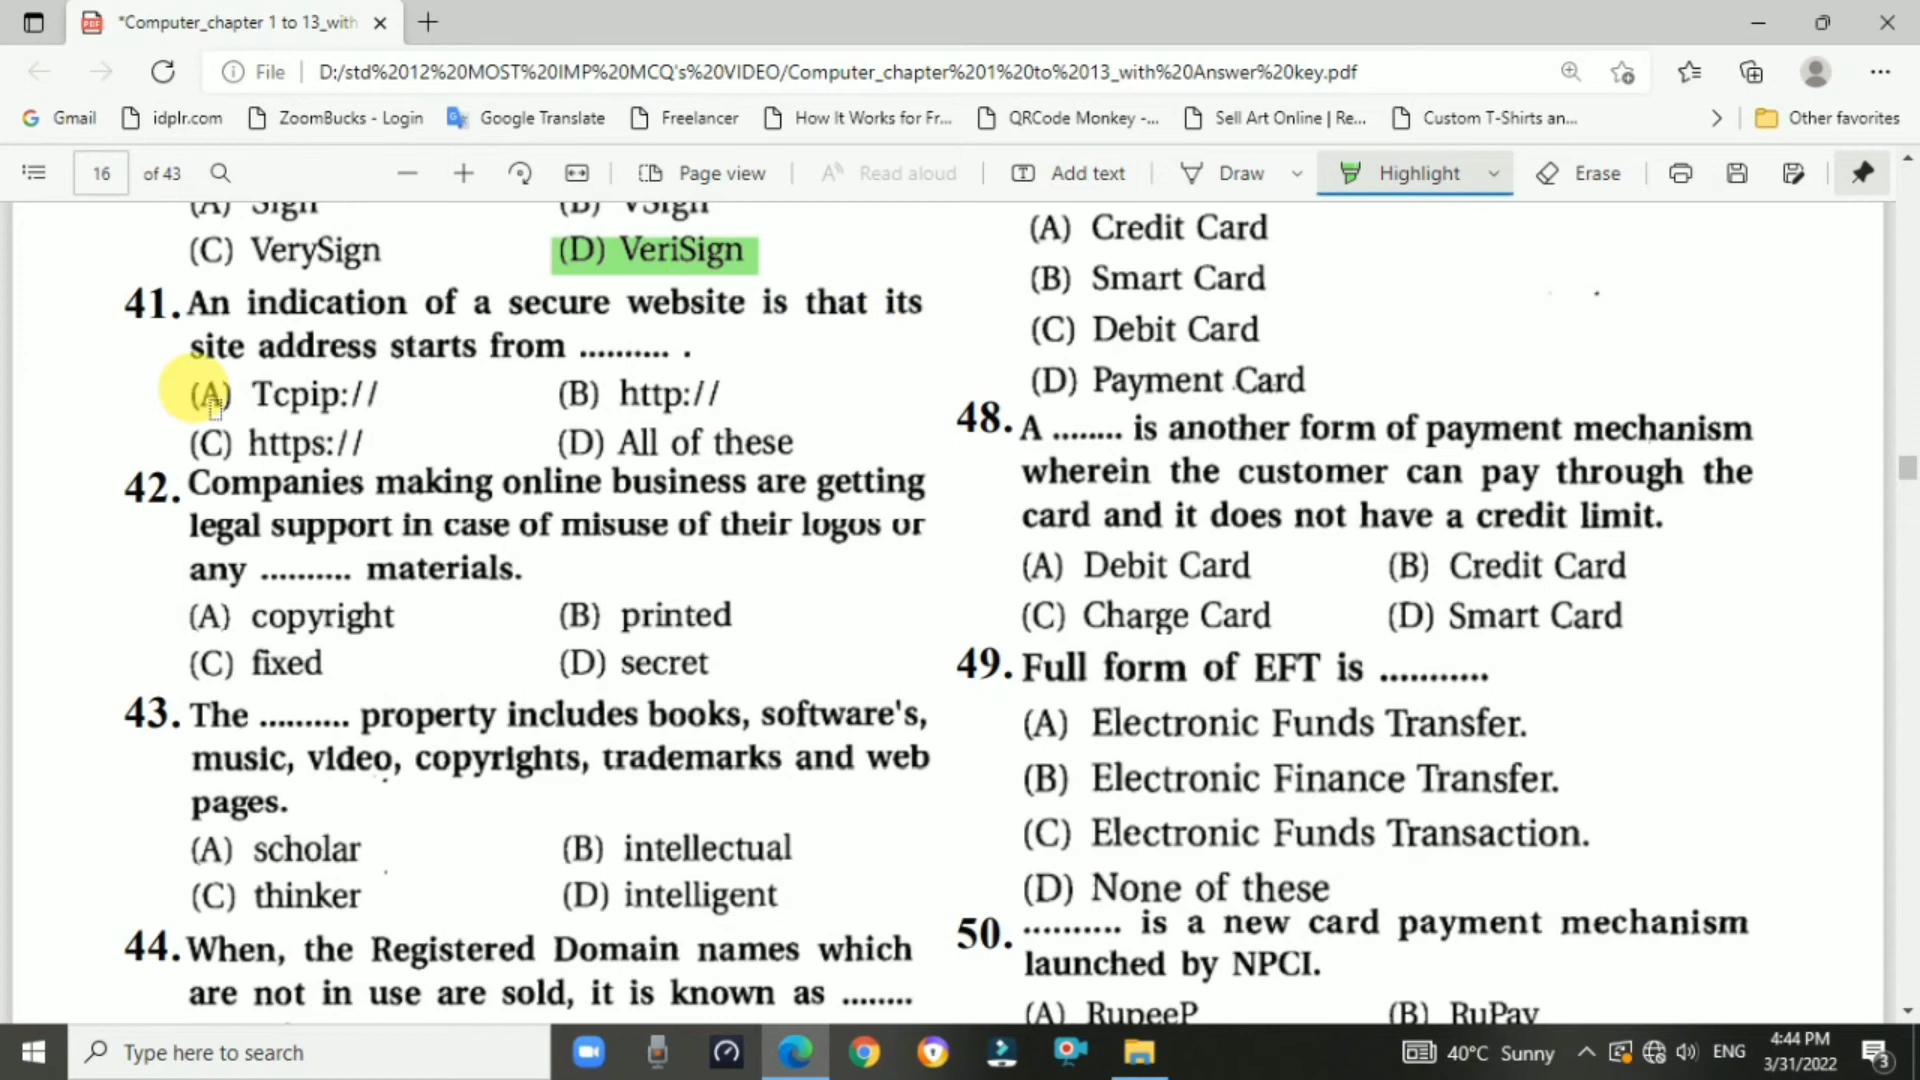 *Computer_chapter 1 to 13_with
File D:/std%2012%20MOST%20IMP%20MCQ's%20VIDEO/Computer_chapter%201%20to%2013_with%20Answer%20key.pdf
Gmail idplr.com ZoomBucks - Login Google Translate Freelancer How It Works for Fr... QRCode Monkey -... Sell Art Online | Re... Custom T-Shirts an... Other favorites
16 of 43 Page view Read aloud Add text Draw Highlight Erase
(A) Sign (B) VSign
(C) VerySign (D) VeriSign
41. An indication of a secure website is that its
site address starts from .......... .
(A) Tcpip:// (B) http://
(C) https:// (D) All of these
42. Companies making online business are getting
legal support in case of misuse of their logos or
any .......... materials.
(A) copyright (B) printed
(C) fixed (D) secret
43. The .......... property includes books, software's,
music, video, copyrights, trademarks and web
pages.
(A) scholar (B) intellectual
(C) thinker (D) intelligent
44. When, the Registered Domain names which
are not in use are sold, it is known as ........
(A) Credit Card
(B) Smart Card
(C) Debit Card
(D) Payment Card
48. A ........ is another form of payment mechanism
wherein the customer can pay through the
card and it does not have a credit limit.
(A) Debit Card (B) Credit Card
(C) Charge Card (D) Smart Card
49. Full form of EFT is ...........
(A) Electronic Funds Transfer.
(B) Electronic Finance Transfer.
(C) Electronic Funds Transaction.
(D) None of these
50. .......... is a new card payment mechanism
launched by NPCI.
(A) RupeeP (B) RuPay
Type here to search 40°C Sunny ENG 4:44 PM
3/31/2022 3